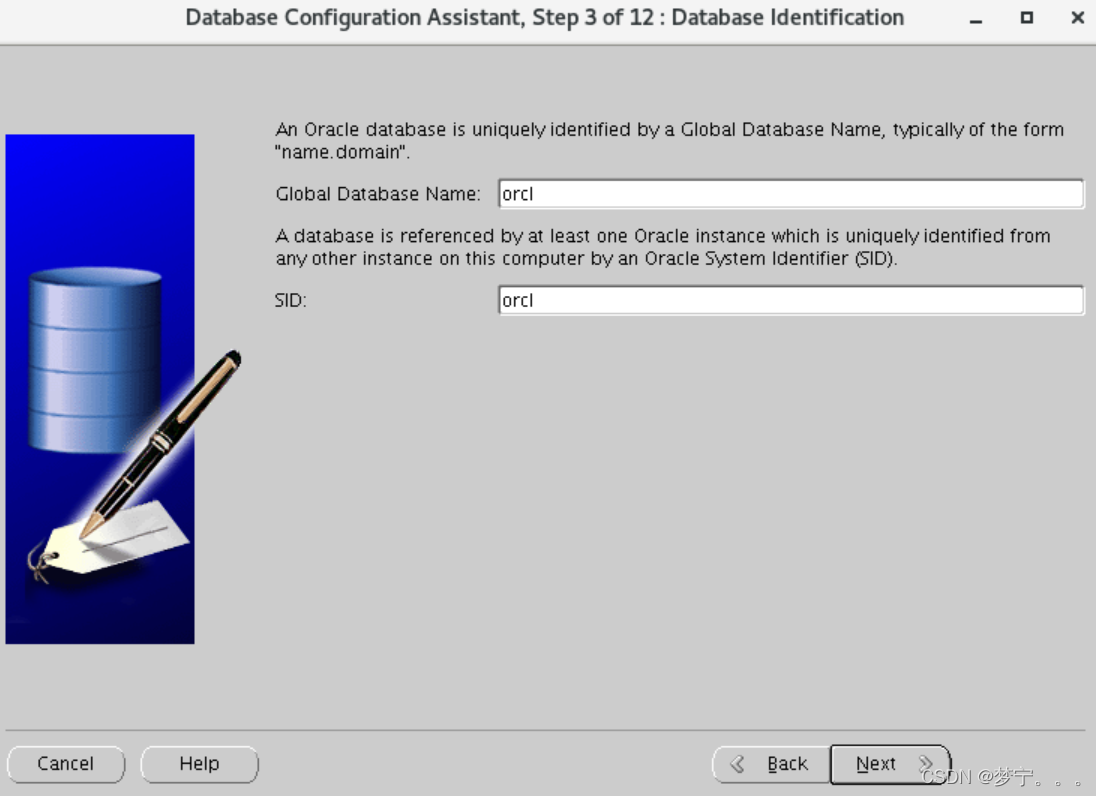 Database Configuration Assistant, Step 3 of 12 : Database Identification
An Oracle database is uniquely identified by a Global Database Name, typically of the form
"name.domain".
Global Database Name: orcl
A database is referenced by at least one Oracle instance which is uniquely identified from
any other instance on this computer by an Oracle System Identifier (SID).
SID: orcl
Cancel Help Back Next
CSDN @梦宁。。。